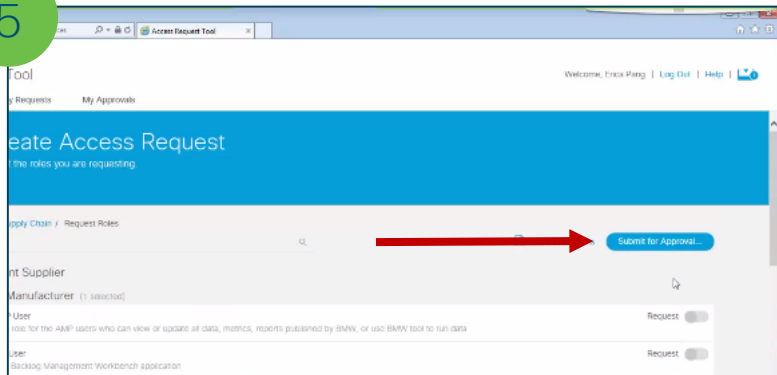 5
Access Request Tool
Tool
Welcome, Erica Pang | Log Out | Help |
y Requests My Approvals
eate Access Request
t the roles you are requesting.
upply Chain / Request Roles
Submit for Approval...
nt Supplier
Manufacturer (1 selected)
P User
Request
role for the AMP users who can view or update all data, metrics, reports published by BMW, or use BMW tool to run data
User
Request
Backlog Management Workbench application